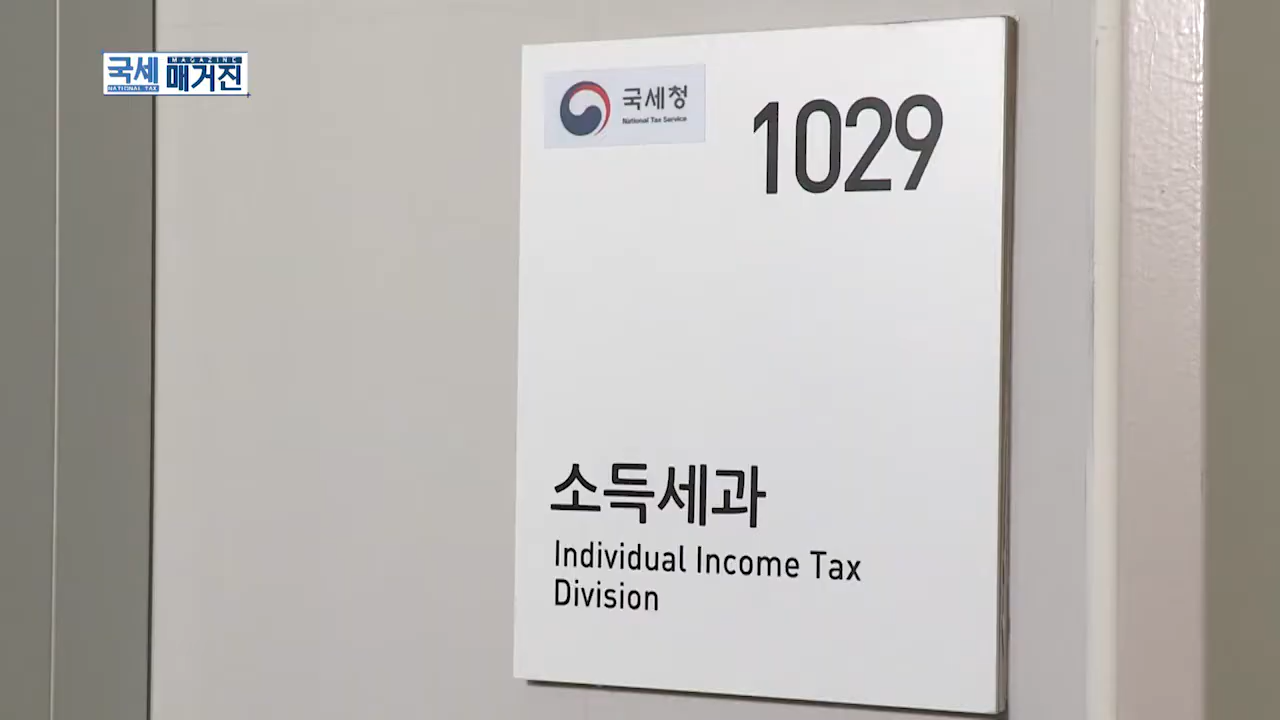 국세 매거진
NATIONAL TAX
MAGAZINE
국세청
National Tax Service
1029
소득세과
Individual Income Tax
Division